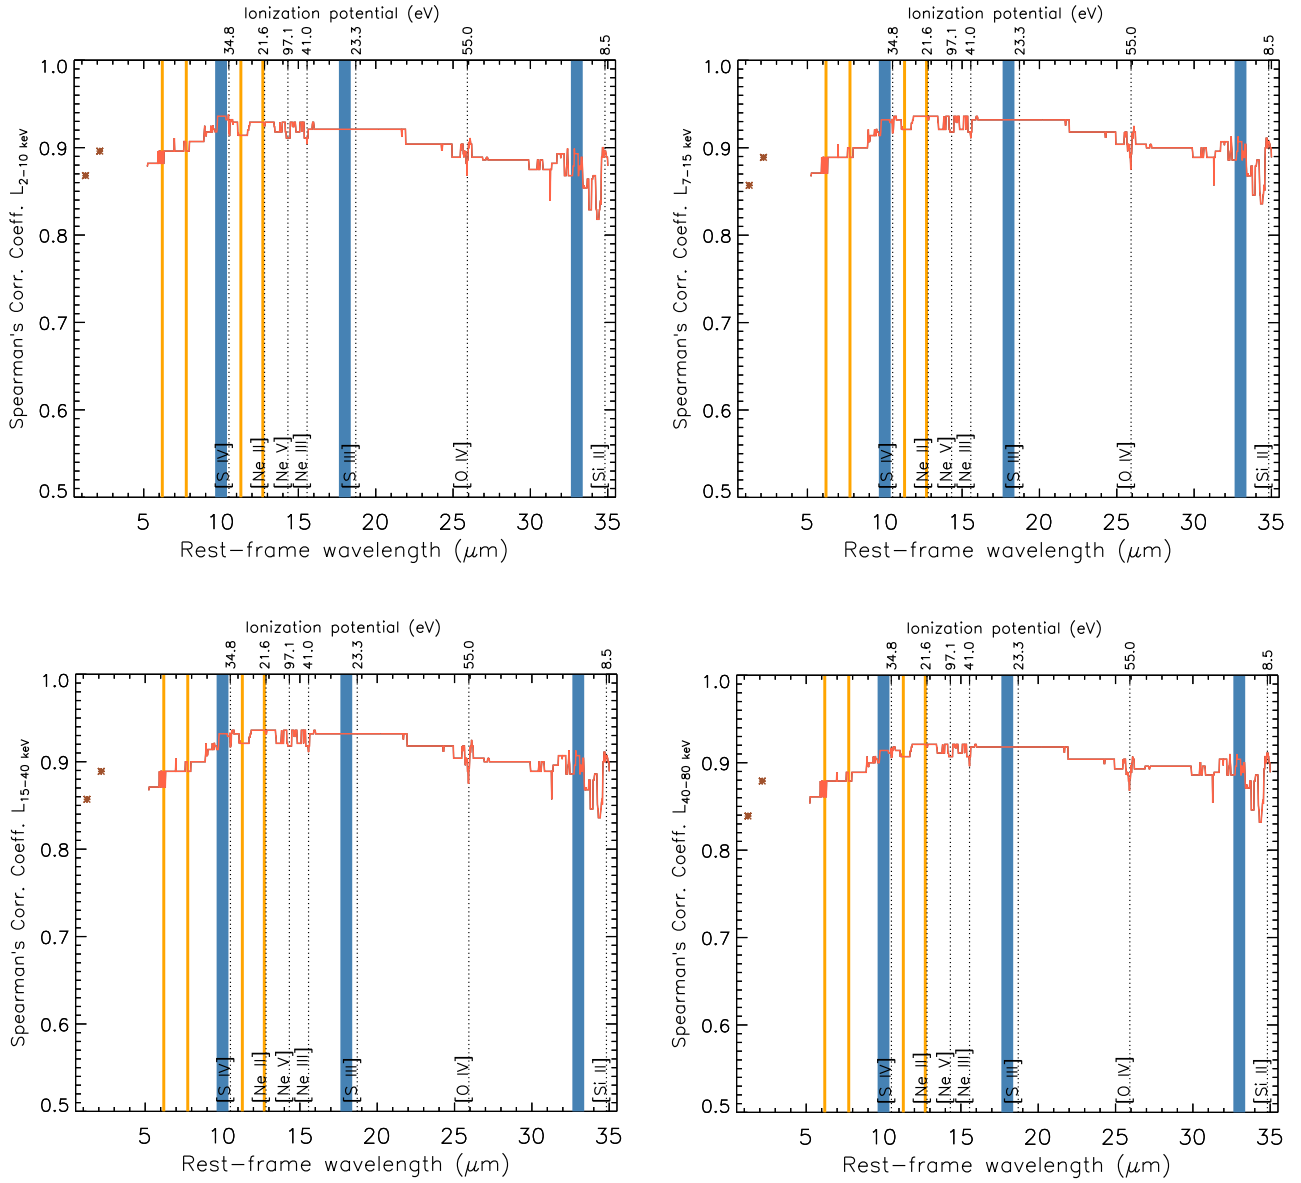 Ionization potential (eV)
34.8 21.6 97.1 41.0 23.3 55.0 8.5
1.0
0.9
0.8
0.7
0.6
0.5
Spearman's Corr. Coeff. L2−10 keV
[S IV] [Ne II] [Ne V] [Ne III] [S III] [O IV] [Si II]
5 10 15 20 25 30 35
Rest−frame wavelength (μm)
Ionization potential (eV)
34.8 21.6 97.1 41.0 23.3 55.0 8.5
1.0
0.9
0.8
0.7
0.6
0.5
Spearman's Corr. Coeff. L7−15 keV
[S IV] [Ne II] [Ne V] [Ne III] [S III] [O IV] [Si II]
5 10 15 20 25 30 35
Rest−frame wavelength (μm)
Ionization potential (eV)
34.8 21.6 97.1 41.0 23.3 55.0 8.5
1.0
0.9
0.8
0.7
0.6
0.5
Spearman's Corr. Coeff. L15−40 keV
[S IV] [Ne II] [Ne V] [Ne III] [S III] [O IV] [Si II]
5 10 15 20 25 30 35
Rest−frame wavelength (μm)
Ionization potential (eV)
34.8 21.6 97.1 41.0 23.3 55.0 8.5
1.0
0.9
0.8
0.7
0.6
0.5
Spearman's Corr. Coeff. L40−80 keV
[S IV] [Ne II] [Ne V] [Ne III] [S III] [O IV] [Si II]
5 10 15 20 25 30 35
Rest−frame wavelength (μm)